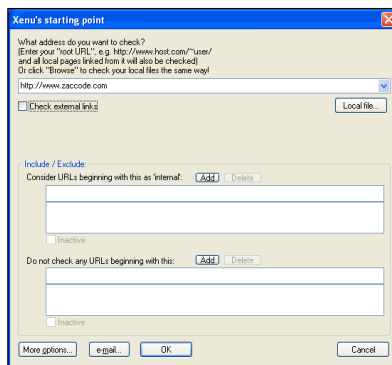 Xenu's starting point
What address do you want to check?
(Enter your "root URL", e.g. http://www.host.com/~user/
and all local pages linked from it will also be checked)
Or click "Browse" to check your local files the same way!
http://www.zaccode.com
Check external links
Local file...
Include / Exclude:
Consider URLs beginning with this as 'internal': Add Delete
Inactive
Do not check any URLs beginning with this: Add Delete
Inactive
More options... e-mail... OK Cancel